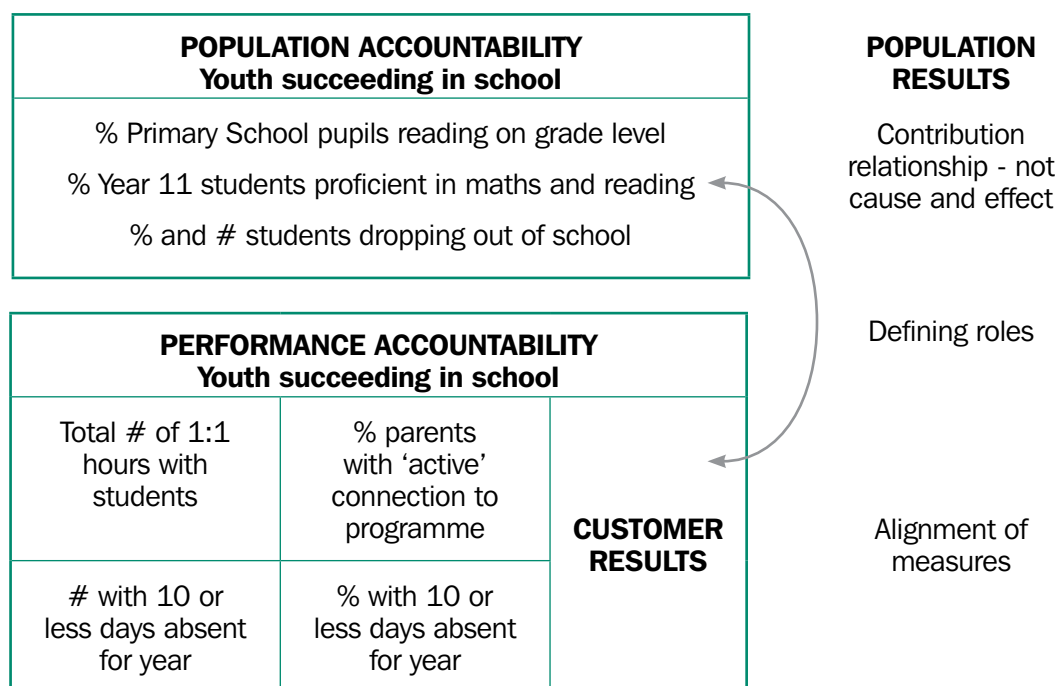 POPULATION ACCOUNTABILITY
Youth succeeding in school
% Primary School pupils reading on grade level
% Year 11 students proficient in maths and reading
% and # students dropping out of school
POPULATION
RESULTS
Contribution
relationship - not
cause and effect
Defining roles
Alignment of
measures
PERFORMANCE ACCOUNTABILITY
Youth succeeding in school
Total # of 1:1
hours with
students
% parents
with ‘active’
connection to
programme
# with 10 or
less days absent
for year
% with 10 or
less days absent
for year
CUSTOMER
RESULTS